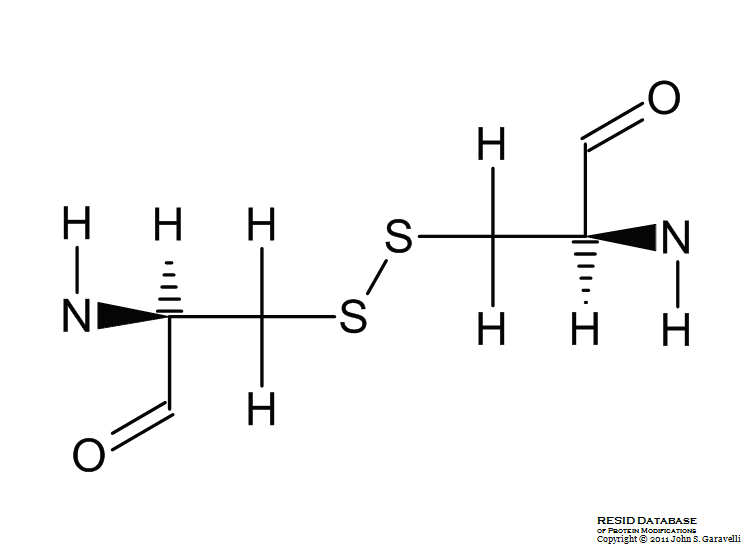 O
H
H H H S N
N S H H H
H
O
RESID DATABASE
OF PROTEIN MODIFICATIONS
Copyright © 2011 John S. Garavelli